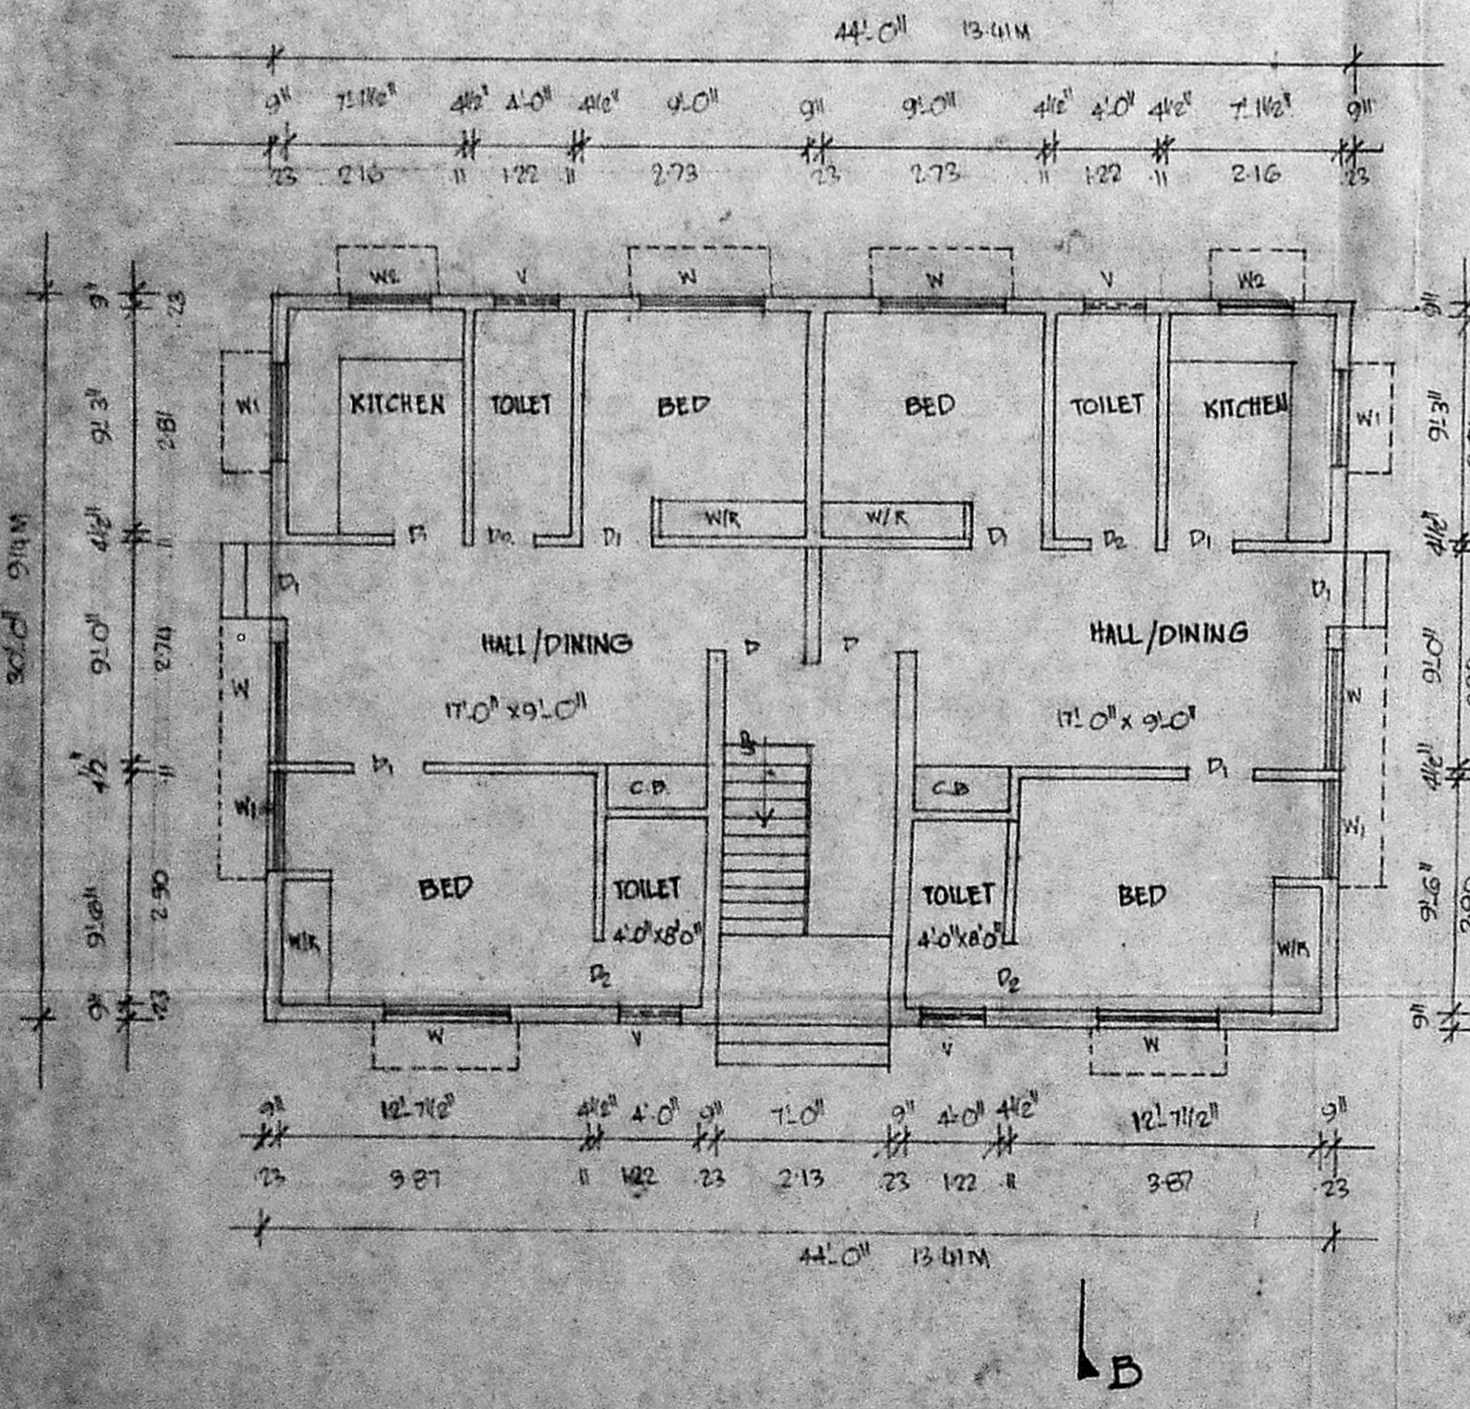 44'-0" 13.41M
9" 7'-1½" 4½" 4'-0" 4½" 9'-0" 9" 9'-0" 4½" 4'-0 4½" 7'-1½" 9"
.23 2.16 .11 1.22 .11 2.73 .23 2.73 .11 1.22 .11 2.16 .23
W2 V W W V W2
9" .23 9"
W1 KITCHEN TOILET BED BED TOILET KITCHEN W1
9'-3" 2.81 9'-3"
W/R W/R
4½" .11 D1 D2 D1 D1 D2 D1 4½"
30'-0" 9.14M
D1 D1
HALL/DINING D D HALL/DINING
9'-0" 2.74 9'-0"
W W
17'-0" x 9'-0" 17'-0" x 9'-0"
4½" .11 D1 D1 4½"
C.B. C.B
W1 W1
BED TOILET TOILET BED
9'-6" 2.90 9'-6" 2.90
W/R 4'-0"x8'-0" 4'-0"x8'-0" W/R
D2 D2
9" .23 9"
W V V W
9" 12'-7½" 4½" 4'-0" 9" 7'-0" 9" 4'-0" 4½" 12'-7½" 9"
.23 3.87 .11 1.22 .23 2.13 .23 1.22 .11 3.87 .23
44'-0" 13.41M
B